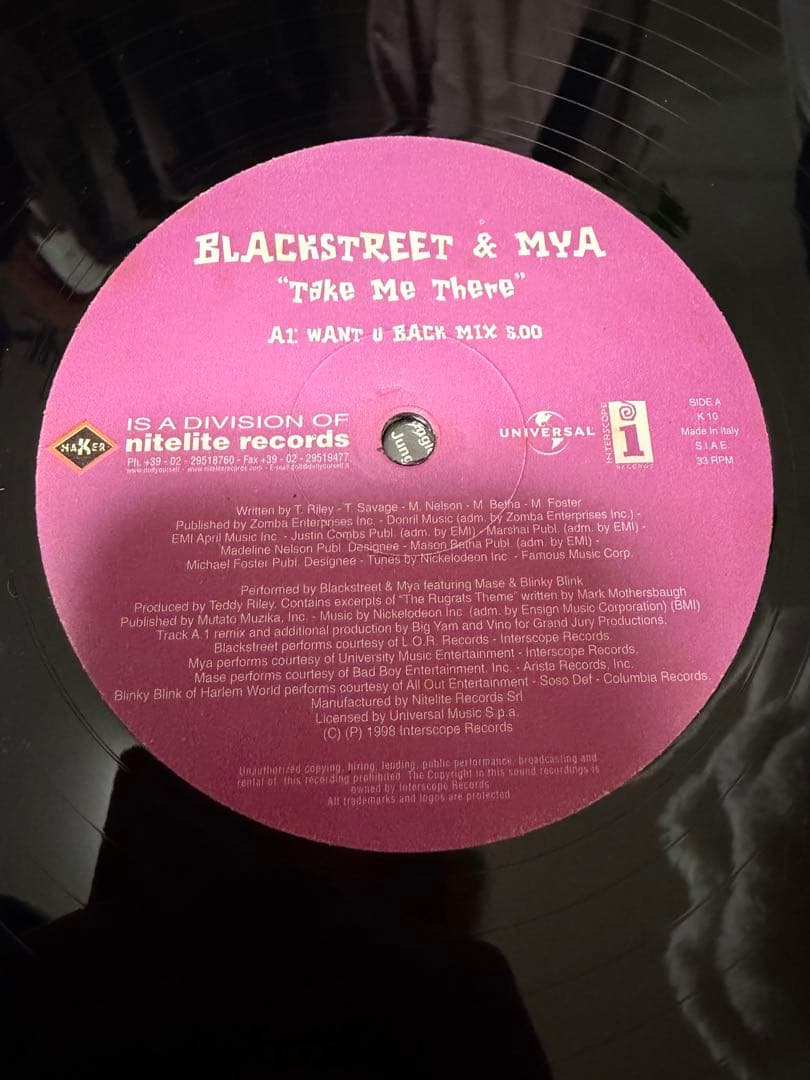 BLACKSTREET & MYA
"Take Me There"
A1: WANT U BACK MIX 5.00
HAKER
IS A DIVISION OF
nitelite records
Ph. +39 - 02 - 29518760 - Fax +39 - 02 - 29519477
UNIVERSAL
INTERSCOPE
i
RECORDS
SIDE A
K 10
Made In Italy
S.I.A.E.
33 RPM
Written by T. Riley - T. Savage - M. Nelson - M. Betha - M. Foster
Published by Zomba Enterprises Inc. - Donril Music (adm. by Zomba Enterprises Inc.) -
EMI April Music Inc - Justin Combs Publ. (adm. by EMI) - Marshai Publ. (adm. by EMI) -
Madeline Nelson Publ. Designee - Mason Betha Publ. (adm. by EMI) -
Michael Foster Publ. Designee - Tunes by Nickelodeon Inc - Famous Music Corp.
Performed by Blackstreet & Mya featuring Mase & Blinky Blink
Produced by Teddy Riley. Contains excerpts of "The Rugrats Theme" written by Mark Mothersbaugh
Published by Mutato Muzika, Inc. - Music by Nickelodeon Inc (adm. by Ensign Music Corporation) (BMI)
Track A 1 remix and additional production by Big Yam and Vino for Grand Jury Productions.
Blackstreet performs courtesy of L.O.R. Records - Interscope Records
Mya performs courtesy of University Music Entertainment - Interscope Records.
Mase performs courtesy of Bad Boy Entertainment, Inc. - Arista Records, Inc.
Blinky Blink of Harlem World performs courtesy of All Out Entertainment - Soso Def - Columbia Records.
Manufactured by Nitelite Records Srl
Licensed by Universal Music S.p.a.
(C) (P) 1998 Interscope Records
Unauthorized copying, hiring, lending, public performance, broadcasting and
rental of this recording prohibited. The Copyright in this sound recordings is
owned by Interscope Records
All trademarks and logos are protected